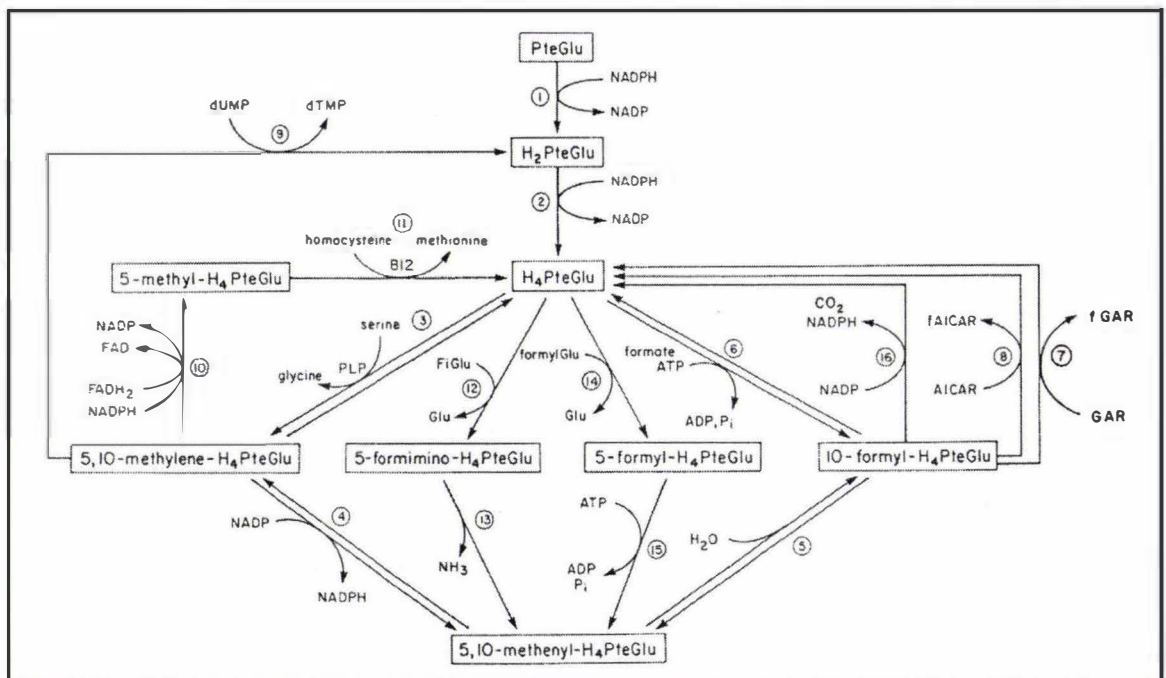 PteGlu
NADPH
①
NADP
dUMP
dTMP
⑨
H₂PteGlu
NADPH
②
NADP
⑪
homocysteine
methionine
B12
5-methyl-H₄PteGlu
H₄PteGlu
NADP
FAD
⑩
FADH₂
NADPH
serine
③
PLP
glycine
FiGlu
⑫
Glu
formylGlu
⑭
Glu
formate
ATP
⑥
ADP, Pi
CO₂
NADPH
⑯
NADP
fAICAR
⑧
AICAR
f GAR
⑦
GAR
5,10-methylene-H₄PteGlu
5-formimino-H₄PteGlu
5-formyl-H₄PteGlu
10-formyl-H₄PteGlu
NADP
④
NADPH
⑬
NH₃
ATP
⑮
ADP
Pi
H₂O
⑤
5,10-methenyl-H₄PteGlu